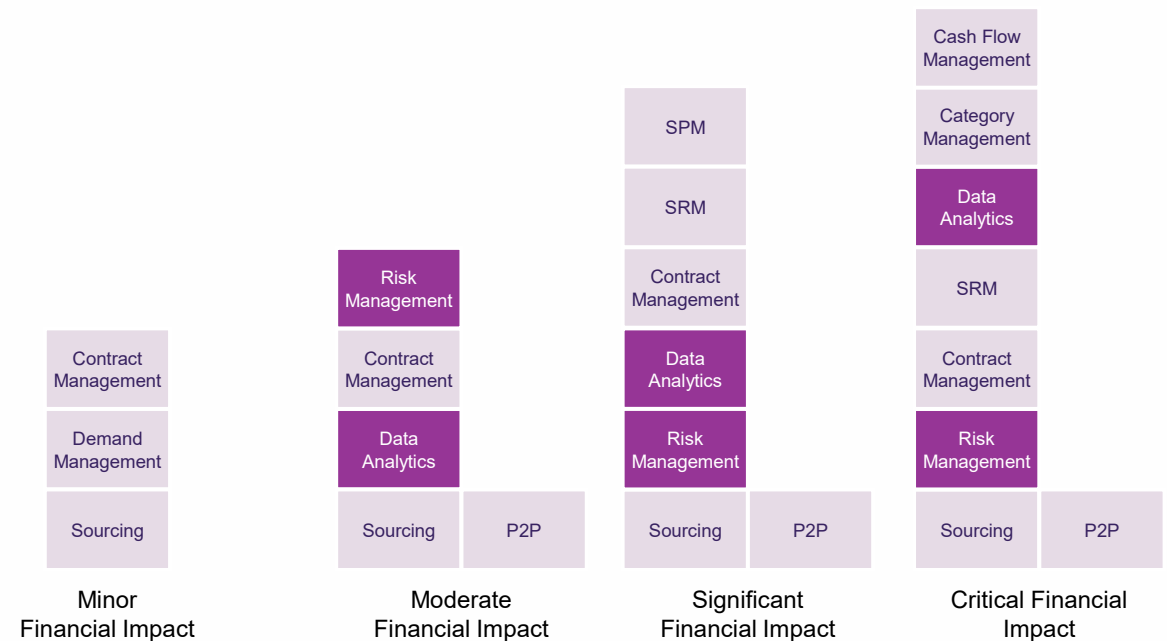 Cash Flow
Management
SPM
Category
Management
SRM
Data
Analytics
Risk
Management
Contract
Management
SRM
Contract
Management
Contract
Management
Data
Analytics
Contract
Management
Demand
Management
Data
Analytics
Risk
Management
Risk
Management
Sourcing
Sourcing
P2P
Sourcing
P2P
Sourcing
P2P
Minor
Financial Impact
Moderate
Financial Impact
Significant
Financial Impact
Critical Financial
Impact